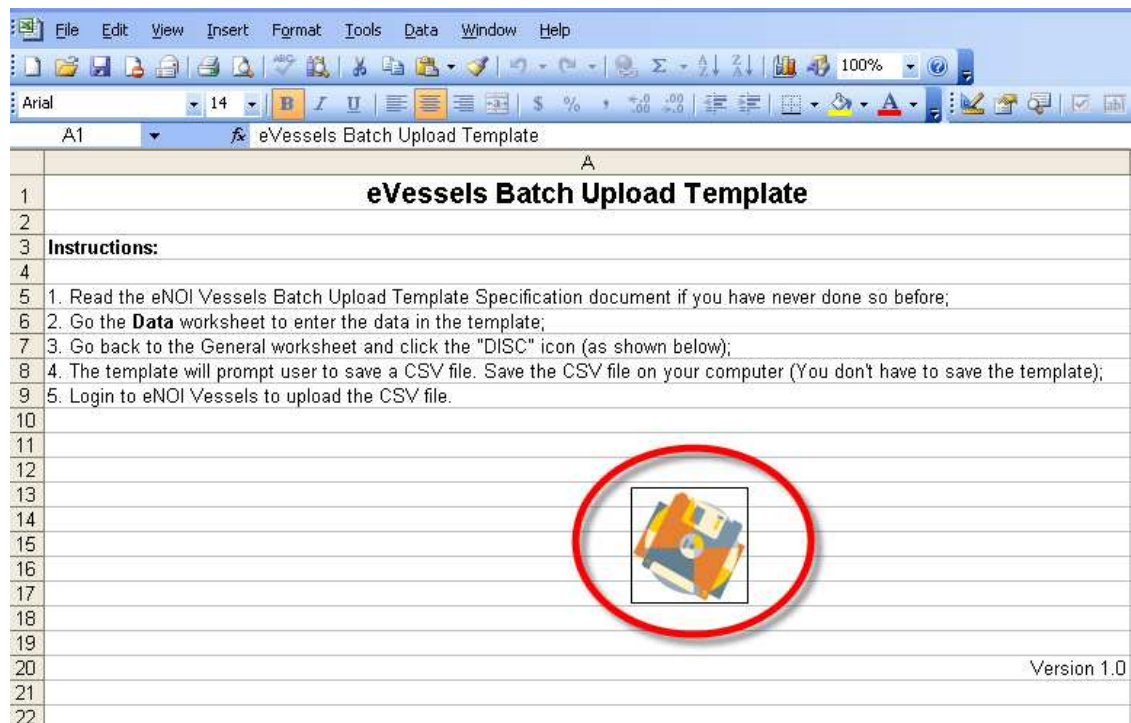 File Edit View Insert Format Tools Data Window Help
100%
Arial 14 B I U $ % , A
A1 fx eVessels Batch Upload Template
A
1 eVessels Batch Upload Template
2
3 Instructions:
4
5 1. Read the eNOI Vessels Batch Upload Template Specification document if you have never done so before;
6 2. Go the Data worksheet to enter the data in the template;
7 3. Go back to the General worksheet and click the "DISC" icon (as shown below);
8 4. The template will prompt user to save a CSV file. Save the CSV file on your computer (You don't have to save the template);
9 5. Login to eNOI Vessels to upload the CSV file.
10
11
12
13
14
15
16
17
18
19
20 Version 1.0
21
22